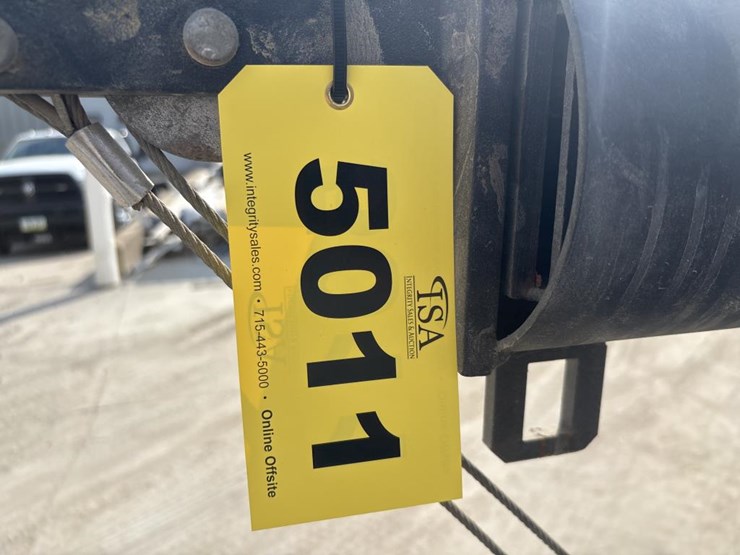 ISA
INTEGRITY SALES & AUCTION
5011
www.integritysales.com • 715-443-5000 • Online Offsite